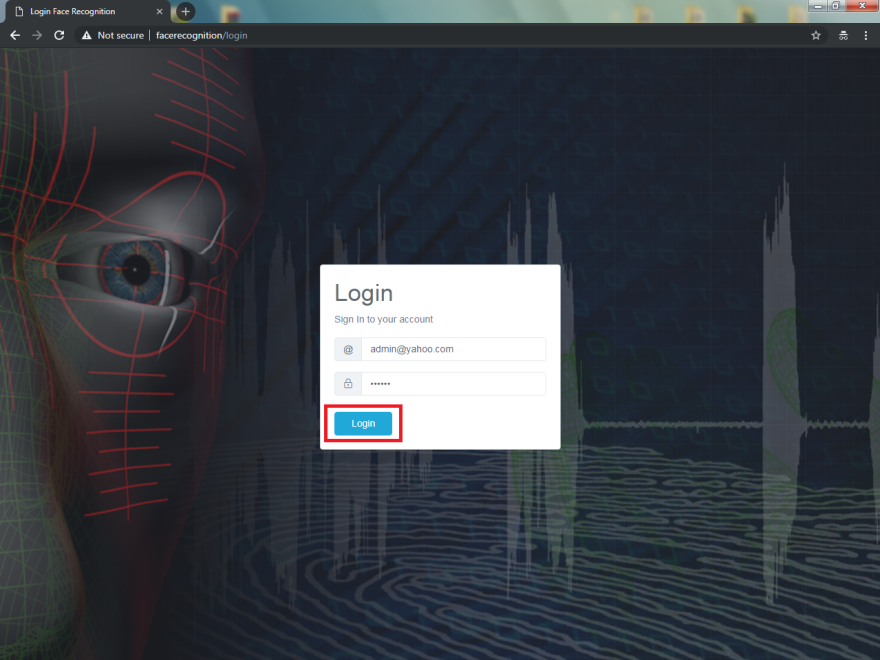 Login Face Recognition
Not secure | facerecognition/login
Login
Sign In to your account
@ admin@yahoo.com
••••••
Login